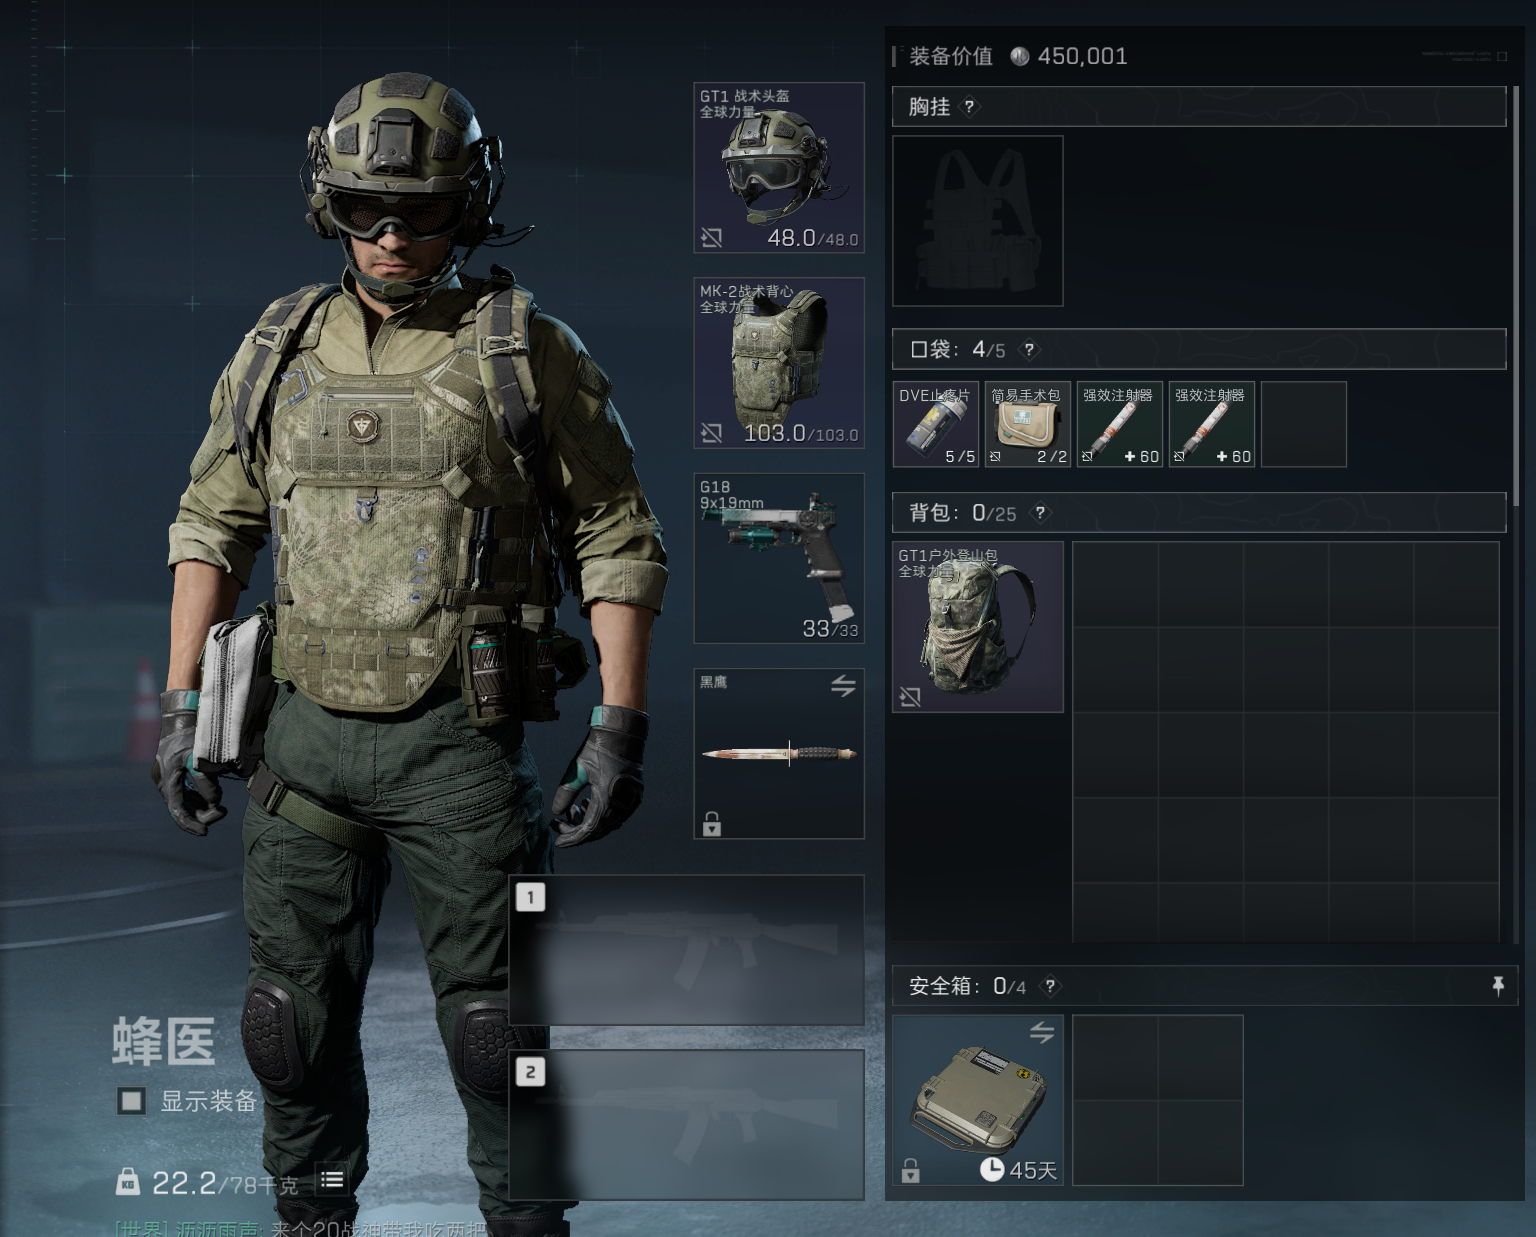 装备价值 450,001
GT1 战术头盔
全球力量
48.0/48.0
MK-2战术背心
全球力量
103.0/103.0
G18
9x19mm
33/33
黑鹰
1
2
胸挂 ?
口袋: 4/5 ?
DVE止疼片
5/5
简易手术包
2/2
强效注射器
+60
强效注射器
+60
背包: 0/25 ?
GT1户外登山包
全球力量
安全箱: 0/4 ?
45天
蜂医
显示装备
KG 22.2/78千克
[世界] 沥沥雨声: 来个20战神带我吃两把